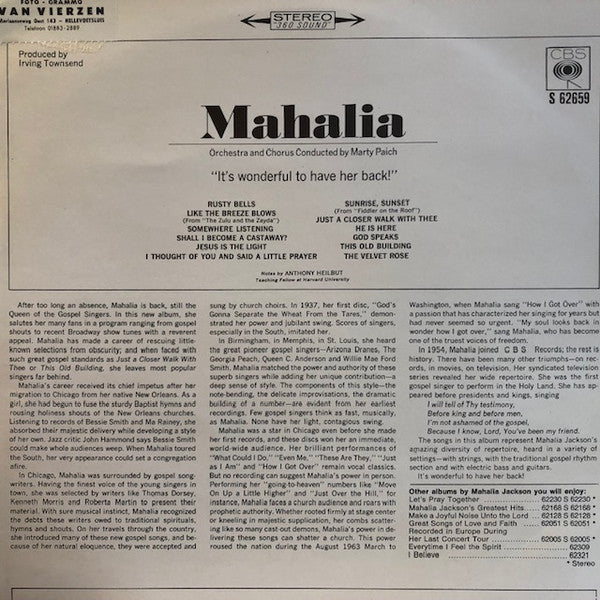 FOTO - GRAMMO
VAN VIERZEN
Telefoon 01883-2889
STEREO
"360 SOUND"
Produced by
Irving Townsend
CBS
S 62659
Mahalia
Orchestra and Chorus Conducted by Marty Paich
"It's wonderful to have her back!"
RUSTY BELLS
LIKE THE BREEZE BLOWS
(From "The Zulu and the Zayda")
SOMEWHERE LISTENING
SHALL I BECOME A CASTAWAY?
JESUS IS THE LIGHT
I THOUGHT OF YOU AND SAID A LITTLE PRAYER
SUNRISE, SUNSET
(From "Fiddler on the Roof")
JUST A CLOSER WALK WITH THEE
HE IS HERE
GOD SPEAKS
THIS OLD BUILDING
THE VELVET ROSE
Notes by ANTHONY HEILBUT
Teaching Fellow at Harvard University
After too long an absence, Mahalia is back, still the
Queen of the Gospel Singers. In this new album, she
salutes her many fans in a program ranging from gospel
shouts to recent Broadway show tunes with a reverent
appeal. Mahalia has made a career of rescuing little-
known selections from obscurity; and when faced with
such great gospel standards as Just a Closer Walk With
Thee or This Old Building, she leaves most popular
singers far behind.
Mahalia's career received its chief impetus after her
migration to Chicago from her native New Orleans. As a
girl, she had begun to fuse the sturdy Baptist hymns and
rousing holiness shouts of the New Orleans churches.
Listening to records of Bessie Smith and Ma Rainey, she
absorbed their majestic delivery while developing a style
of her own. Jazz critic John Hammond says Bessie Smith
could make whole audiences weep. When Mahalia toured
the South, her very appearance could set a congregation
afire.
In Chicago, Mahalia was surrounded by gospel song-
writers. Having the finest voice of the young singers in
town, she was selected by writers like Thomas Dorsey,
Kenneth Morris and Roberta Martin to present their
material. With sure musical instinct, Mahalia recognized
the debts these writers owed to traditional spirituals,
hymns and shouts. On her travels through the country,
she introduced many of these new gospel songs, and be-
cause of her natural eloquence, they were accepted and
sung by church choirs. In 1937, her first disc, "God's
Gonna Separate the Wheat From the Tares," demon-
strated her power and jubilant swing. Scores of singers,
especially in the South, imitated her.
In Birmingham, in Memphis, in St. Louis, she heard
the great pioneer gospel singers—Arizona Dranes, The
Georgia Peach, Queen C. Anderson and Willie Mae Ford
Smith. Mahalia matched the power and authority of these
superb singers while adding her unique contribution—a
deep sense of style. The components of this style—the
note-bending, the delicate improvisations, the dramatic
building of a number—are evident from her earliest
recordings. Few gospel singers think as fast, musically,
as Mahalia. None have her light, contagious swing.
Mahalia was a star in Chicago even before she made
her first records, and these discs won her an immediate,
world-wide audience. Her brilliant performances of
"What Could I Do," "Even Me," "These Are They," "Just
as I Am" and "How I Got Over" remain vocal classics.
But no recording can suggest Mahalia's power in person.
Performing her "going-to-heaven" numbers like "Move
On Up a Little Higher" and "Just Over the Hill," for
instance, Mahalia faces a church audience and roars with
prophetic authority. Whether rooted firmly at stage center
or kneeling in majestic supplication, her combs scatter-
ing like so many cast out demons, Mahalia's power in de-
livering these songs can shatter a church. This power
roused the nation during the August 1963 March to
Washington, when Mahalia sang "How I Got Over" with
a passion that has characterized her singing for years but
had never seemed so urgent. "My soul looks back in
wonder how I got over," sang Mahalia, who has become
one of the truest voices of freedom.
In 1954, Mahalia joined C B S Records; the rest is
history. There have been many other triumphs—on rec-
ords, in movies, on television. Her syndicated television
series revealed her wide repertoire. She was the first
gospel singer to perform in the Holy Land. She has ap-
peared before presidents and kings, singing
I will tell of Thy testimony,
Before king and before men.
I'm not ashamed of the gospel,
Because I know, Lord, You've been my friend.
The songs in this album represent Mahalia Jackson's
amazing diversity of repertoire, heard in a variety of
settings—with strings, with the traditional gospel rhythm
section and with electric bass and guitars.
It's wonderful to have her back!
Other albums by Mahalia Jackson you will enjoy:
Let's Pray Together ............ 62230 S 62230 *
Mahalia Jackson's Greatest Hits......62168 S 62168 *
Make a Joyful Noise Unto the Lord .... 62128 S 62128 *
Great Songs of Love and Faith ...... 62051 S 62051 *
Recorded in Europe During
Her Last Concert Tour ........... 62005 S 62005 *
Everytime I Feel the Spirit ............ 62309
I Believe ...................... 62321
* Stereo